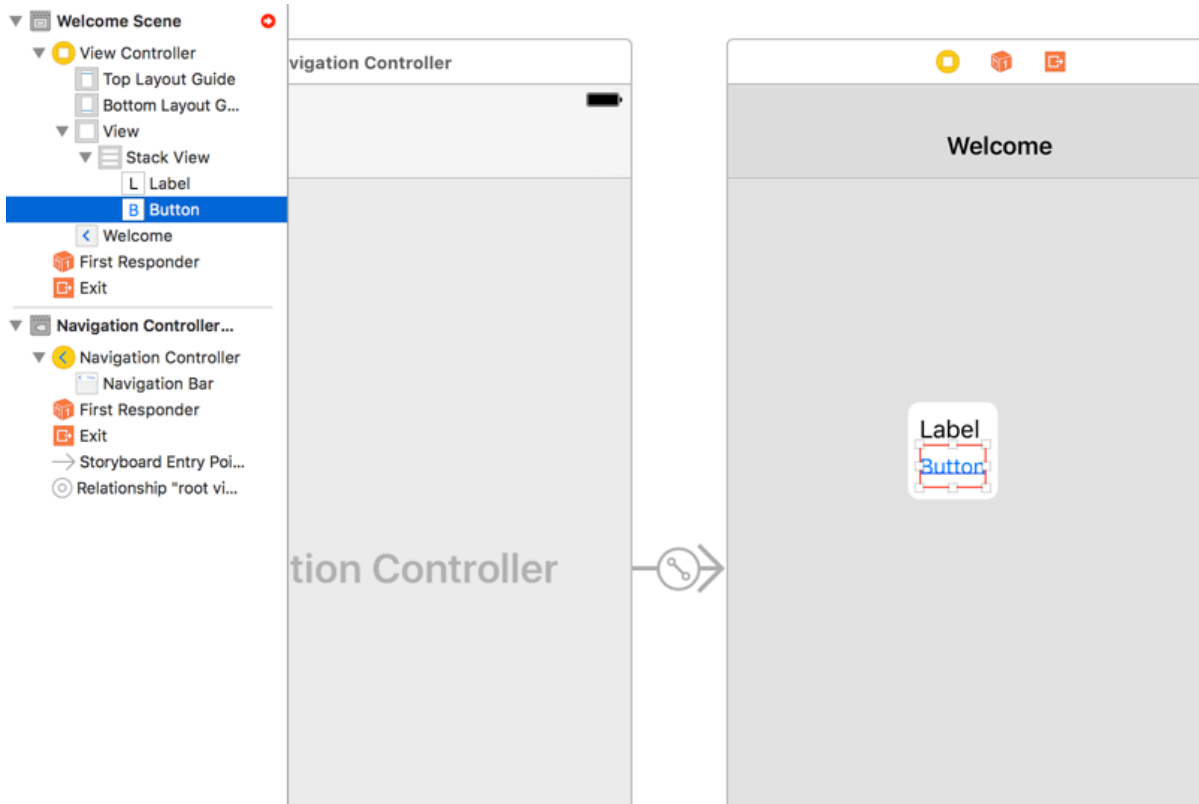 Welcome Scene
View Controller
Top Layout Guide
Bottom Layout G...
View
Stack View
L Label
B Button
Welcome
First Responder
Exit
Navigation Controller...
Navigation Controller
Navigation Bar
First Responder
Exit
Storyboard Entry Poi...
Relationship "root vi...
vigation Controller
tion Controller
Welcome
Label
Button